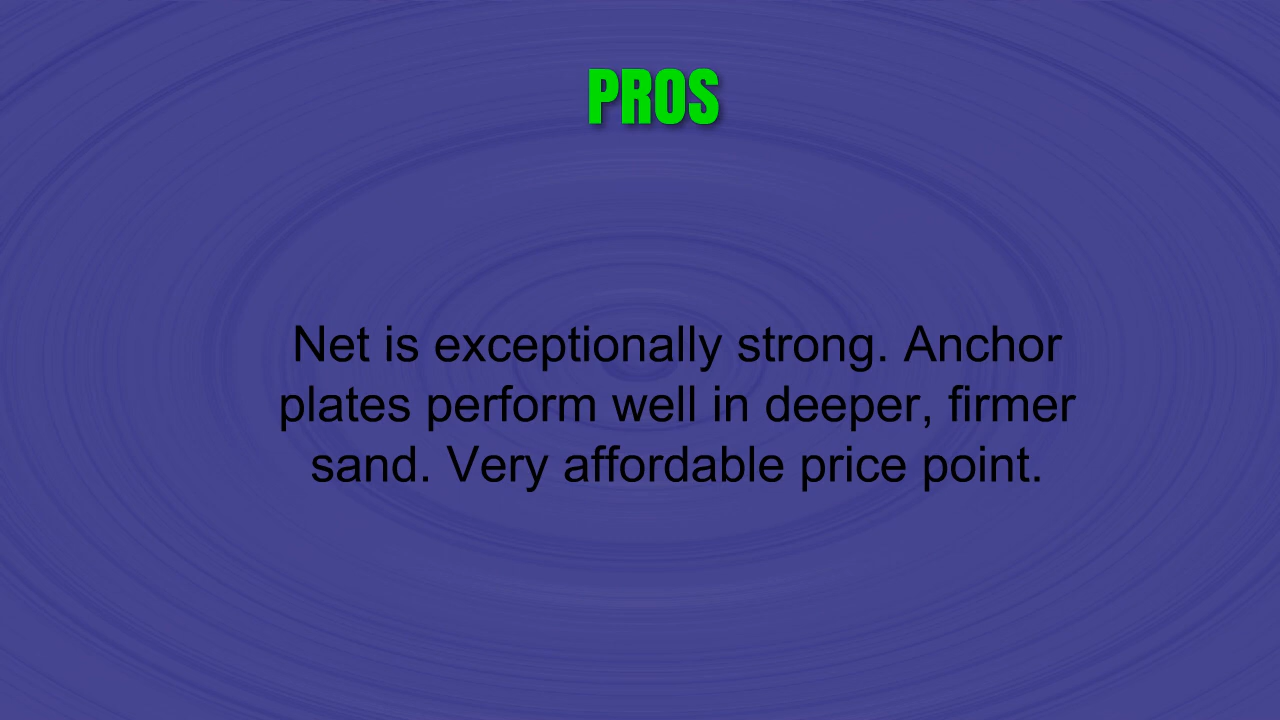 PROS
Net is exceptionally strong. Anchor
plates perform well in deeper, firmer
sand. Very affordable price point.